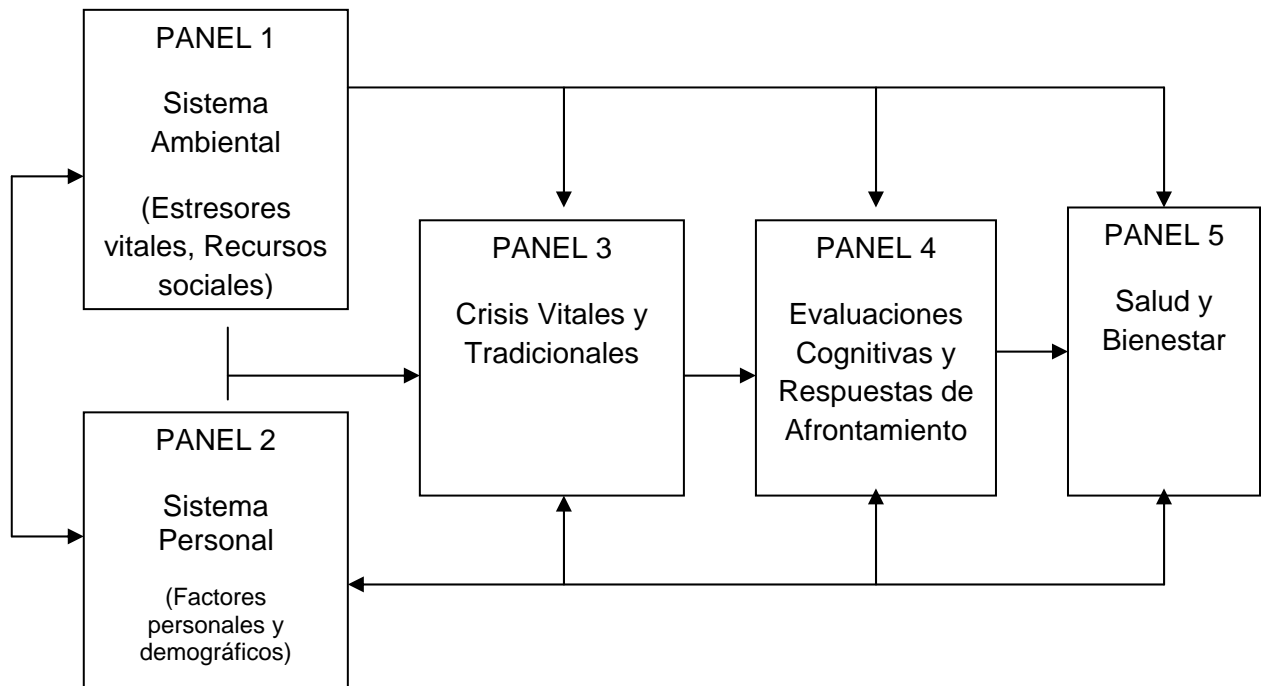 PANEL 1
Sistema
Ambiental
(Estresores
vitales, Recursos
sociales)
PANEL 2
Sistema
Personal
(Factores
personales y
demográficos)
PANEL 3
Crisis Vitales y
Tradicionales
PANEL 4
Evaluaciones
Cognitivas y
Respuestas de
Afrontamiento
PANEL 5
Salud y
Bienestar